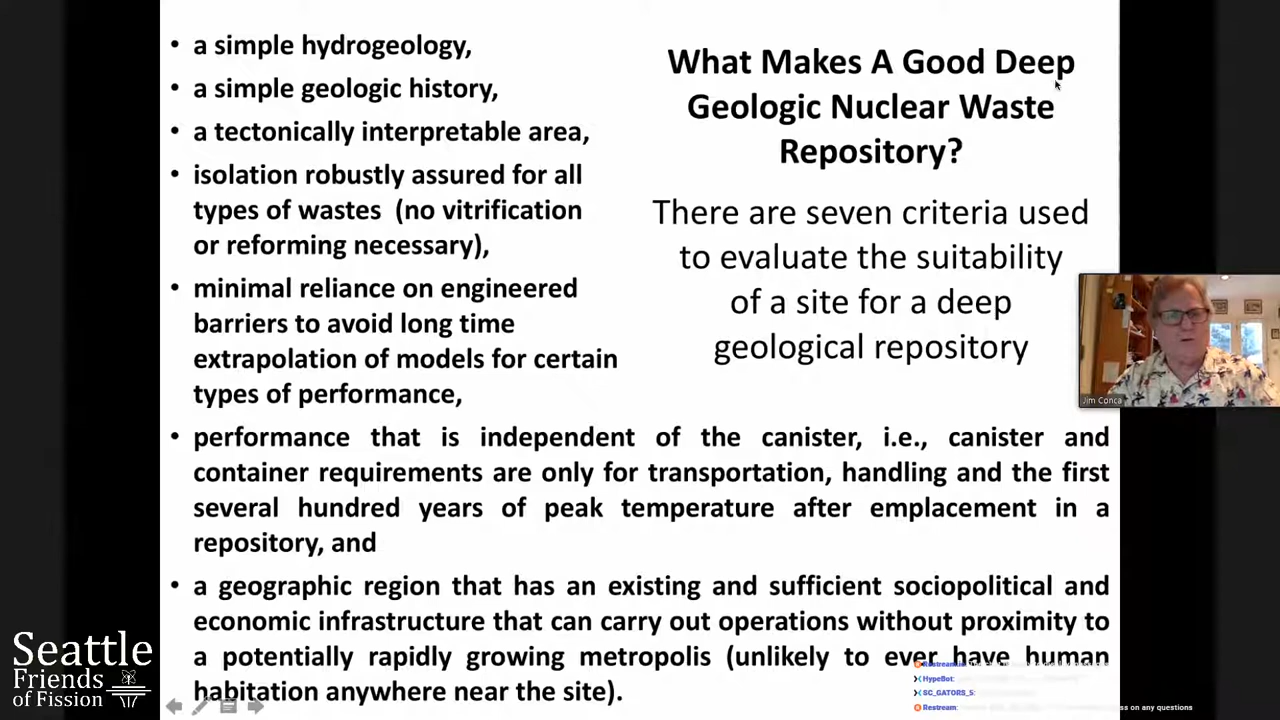 • a simple hydrogeology,
• a simple geologic history,
• a tectonically interpretable area,
• isolation robustly assured for all
types of wastes (no vitrification
or reforming necessary),
• minimal reliance on engineered
barriers to avoid long time
extrapolation of models for certain
types of performance,
• performance that is independent of the canister, i.e., canister and
container requirements are only for transportation, handling and the first
several hundred years of peak temperature after emplacement in a
repository, and
• a geographic region that has an existing and sufficient sociopolitical and
economic infrastructure that can carry out operations without proximity to
a potentially rapidly growing metropolis (unlikely to ever have human
habitation anywhere near the site).
What Makes A Good Deep
Geologic Nuclear Waste
Repository?
There are seven criteria used
to evaluate the suitability
of a site for a deep
geological repository
Jim Conca
Seattle
Friends
of Fission
HypeBot:
SC_GATORS_5:
Restream: on any questions